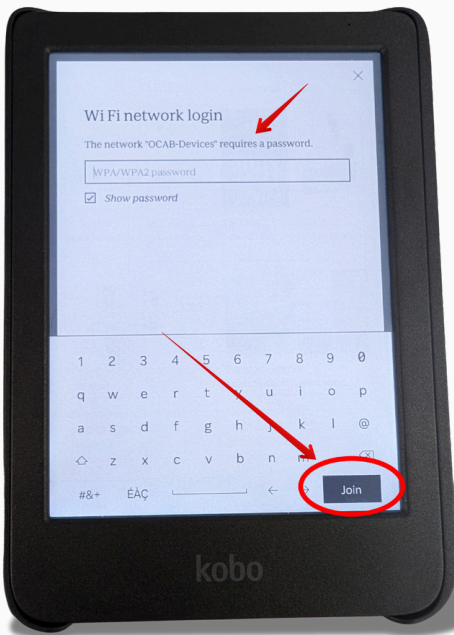 Wi Fi network login
The network "OCAB-Devices" requires a password.
WPA/WPA2 password
Show password
1 2 3 4 5 6 7 8 9 0
q w e r t y u i o p
a s d f g h j k l @
z x c v b n m
#&+ ÉÀÇ ← → Join
kobo